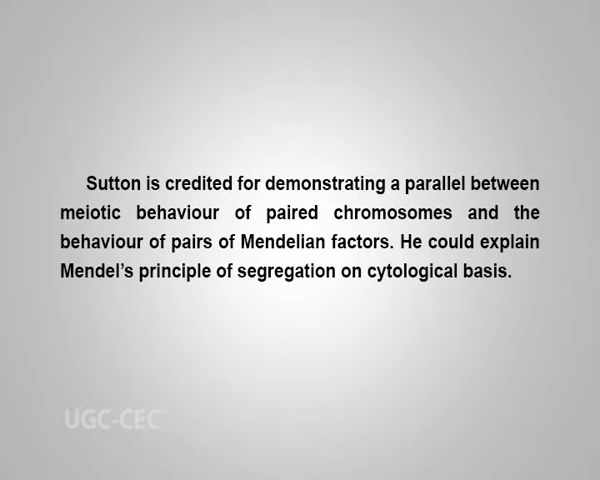 Sutton is credited for demonstrating a parallel between
meiotic behaviour of paired chromosomes and the
behaviour of pairs of Mendelian factors. He could explain
Mendel’s principle of segregation on cytological basis.
UGC-CEC